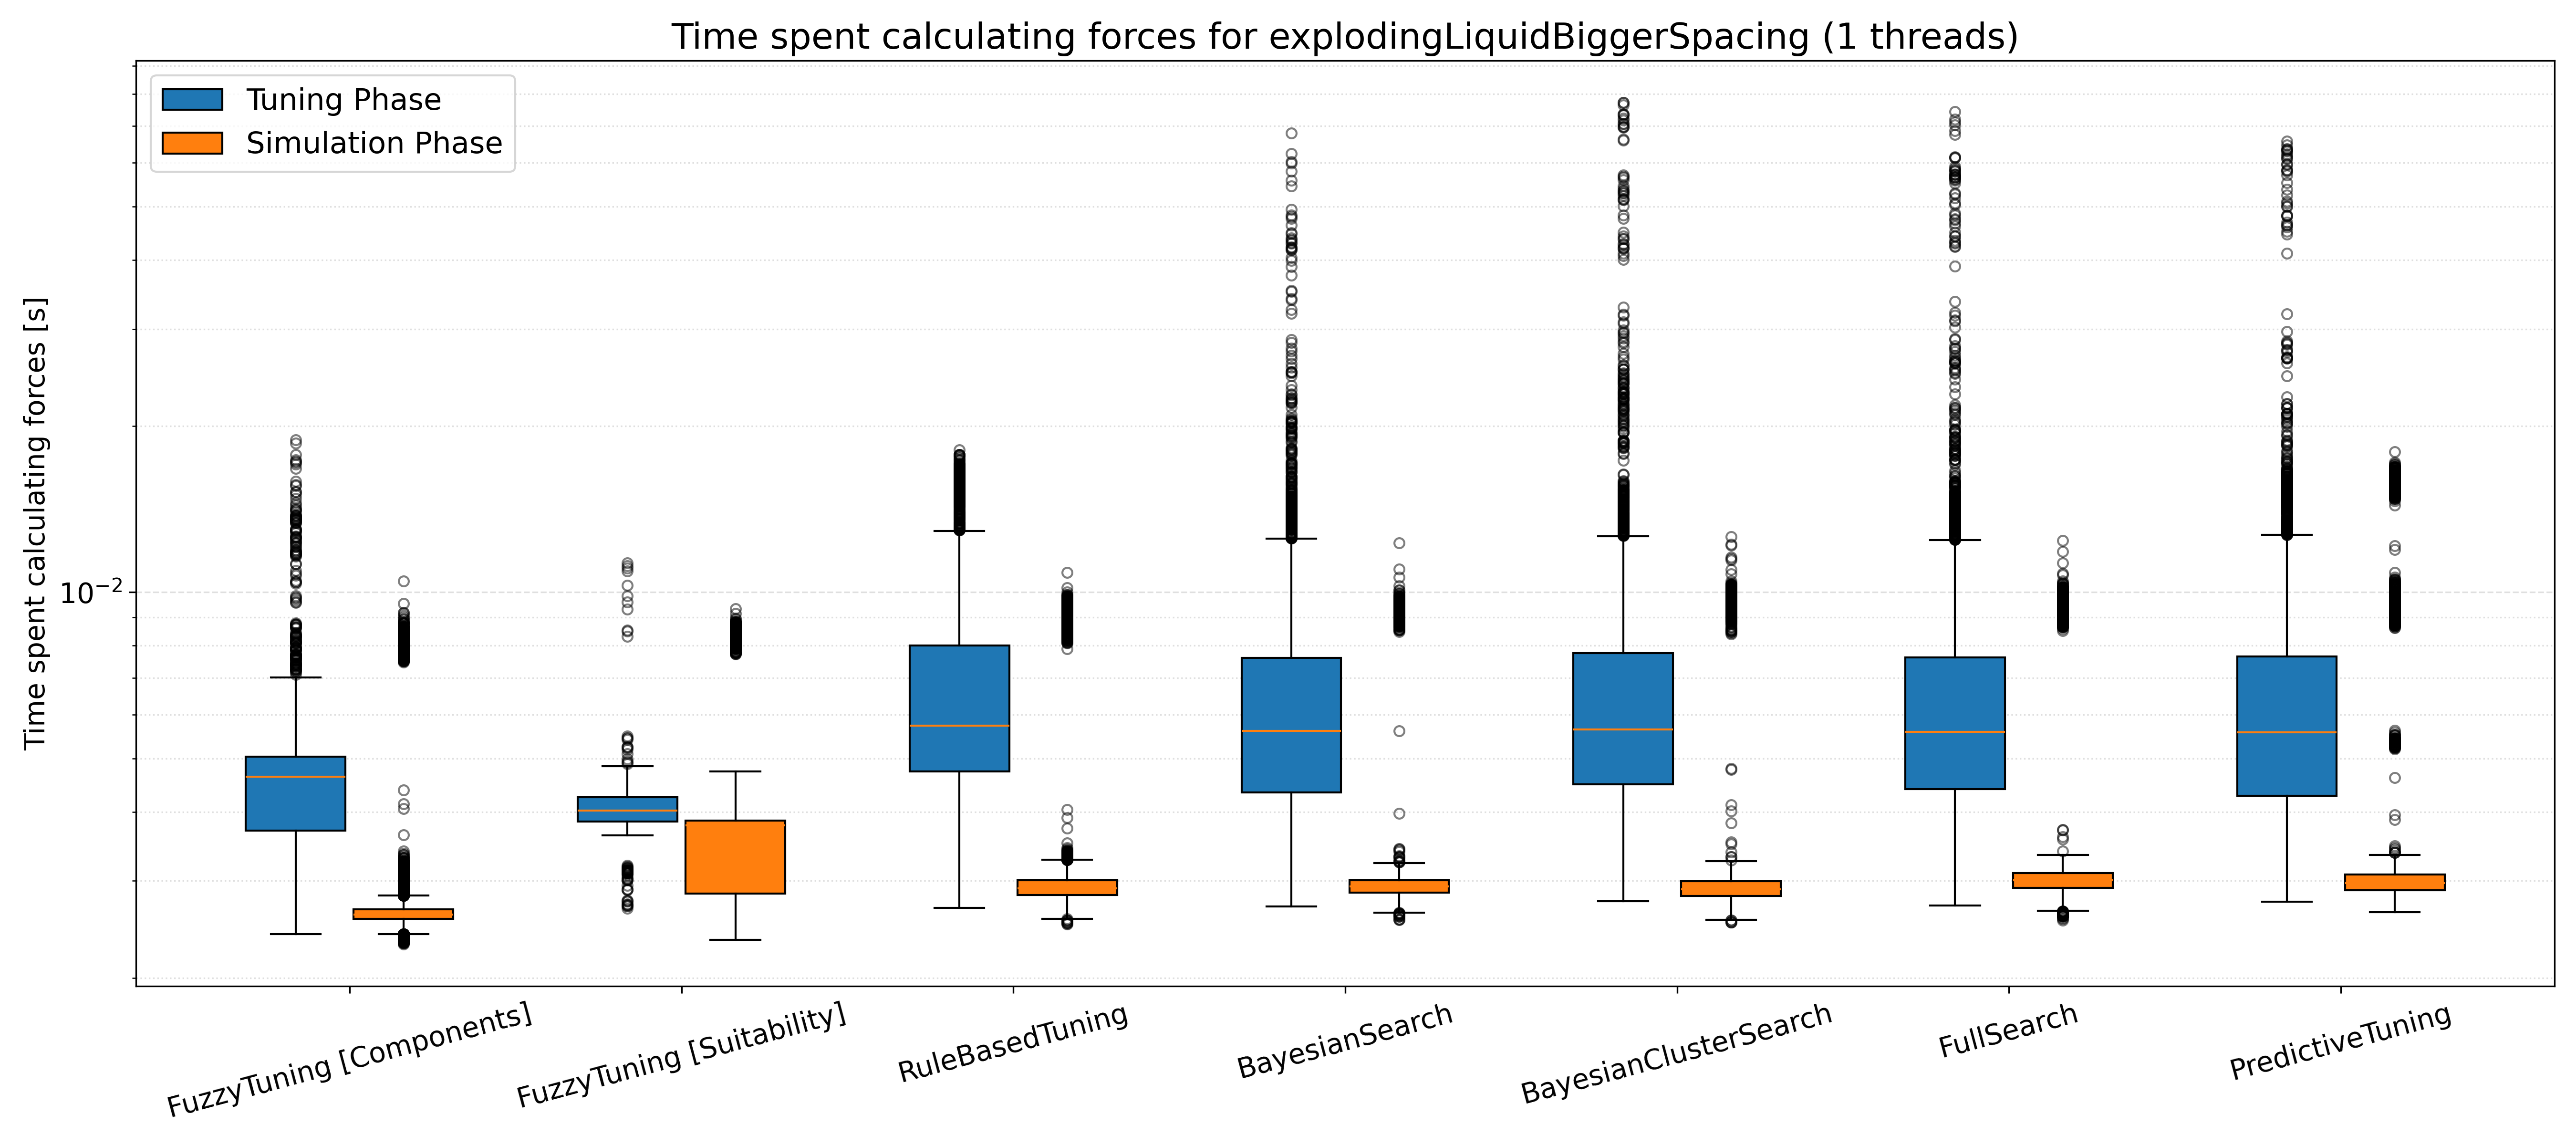 Time spent calculating forces for explodingLiquidBiggerSpacing (1 threads)
Tuning Phase
Simulation Phase
Time spent calculating forces [s]
10⁻²
FuzzyTuning [Components]
FuzzyTuning [Suitability]
RuleBasedTuning
BayesianSearch
BayesianClusterSearch
FullSearch
PredictiveTuning